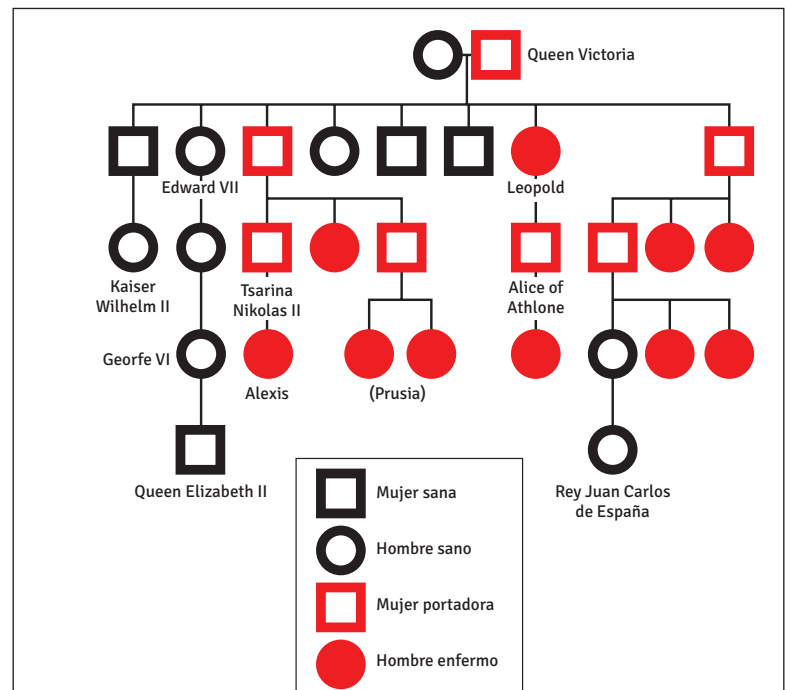 Queen Victoria
Edward VII
Leopold
Kaiser
Wilhelm II
Tsarina
Nikolas II
Alice of
Athlone
Georfe VI
Alexis
(Prusia)
Queen Elizabeth II
Rey Juan Carlos
de España
Mujer sana
Hombre sano
Mujer portadora
Hombre enfermo